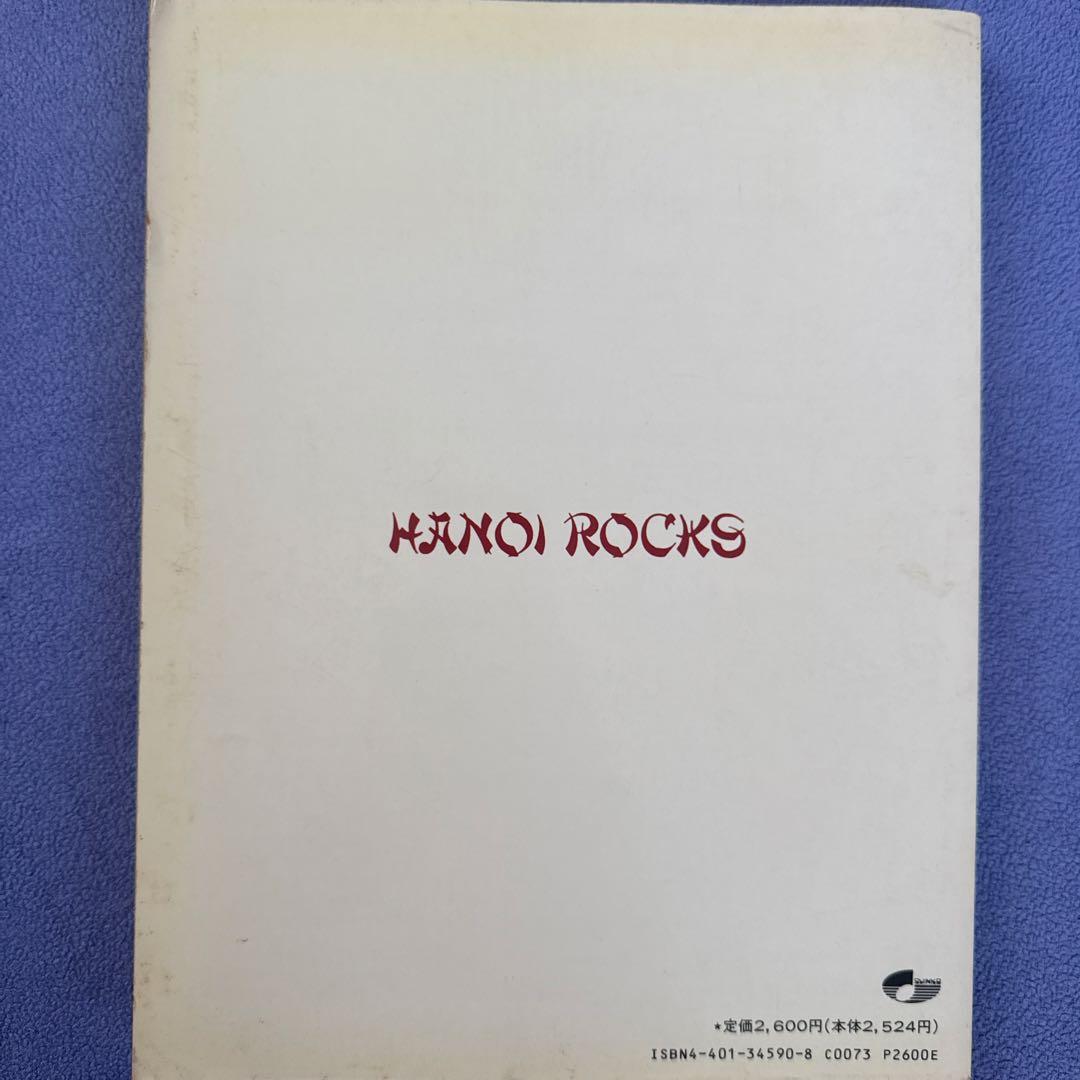 HANOI ROCKS
SHINKO
*定価2,600円(本体2,524円)
ISBN4-401-34590-8 C0073 P2600E